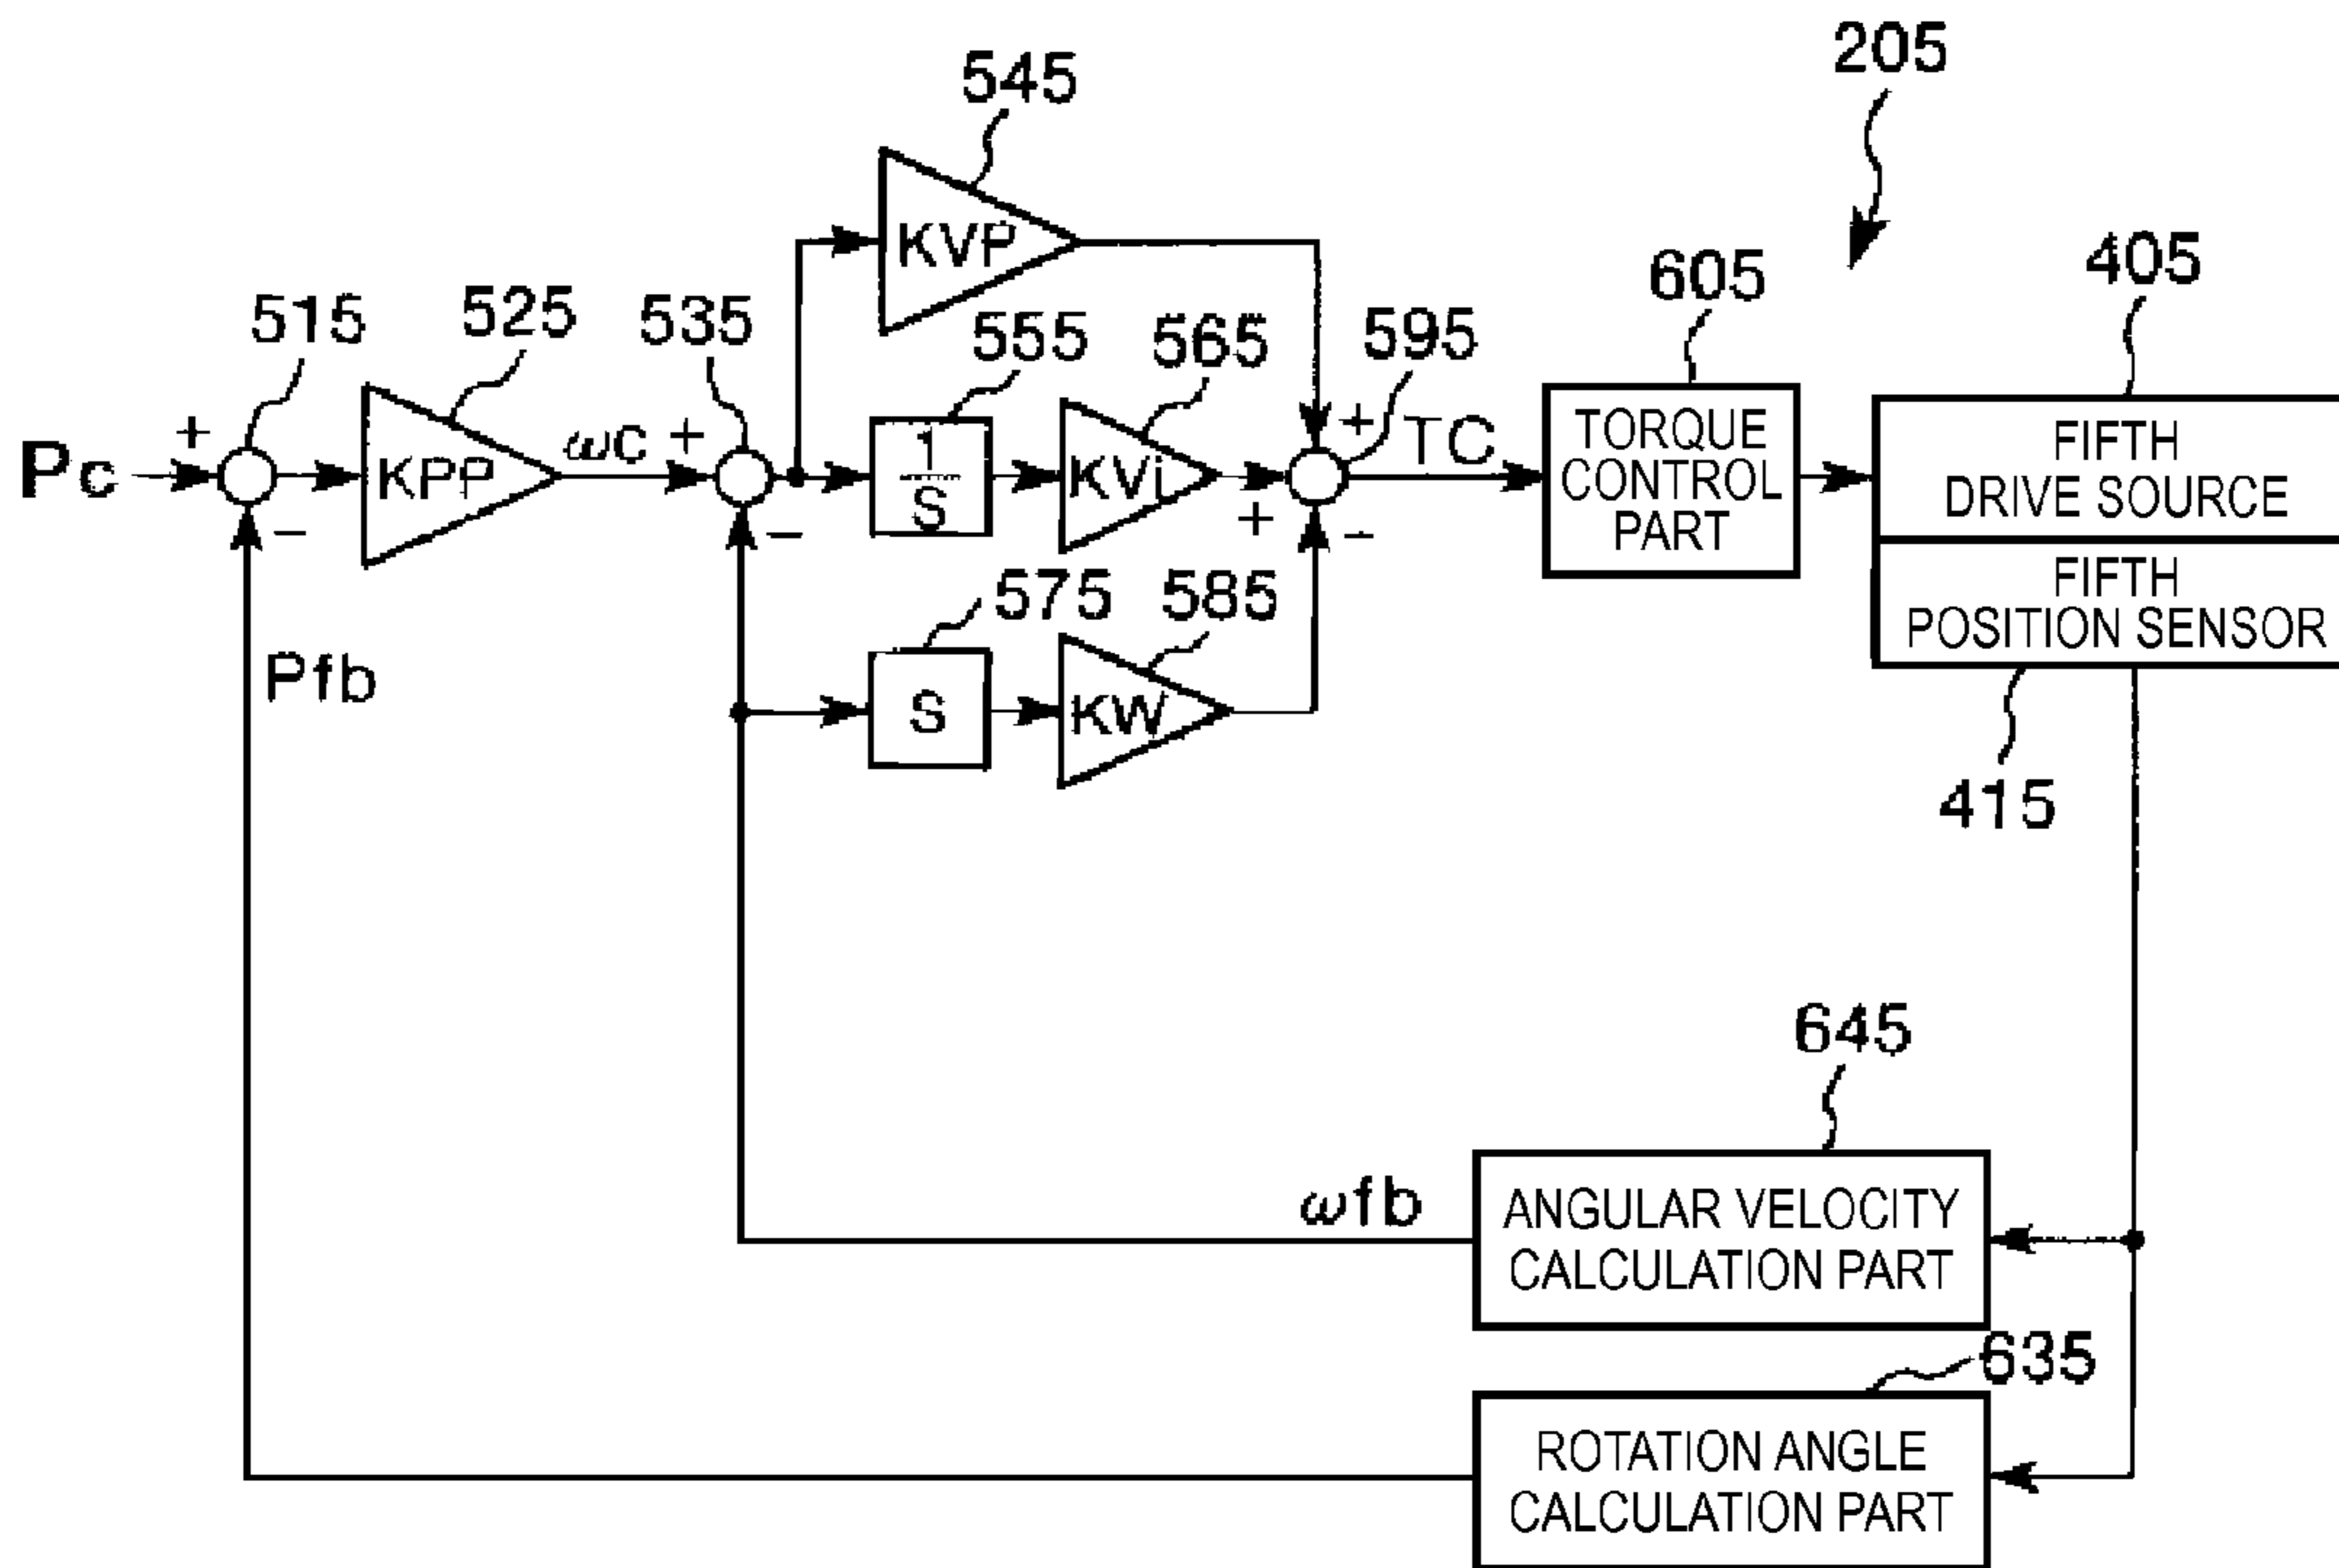 205
545
KVP
405
605
515
525
535
555
565
595
Pc
+
−
KPP
ωc
+
−
1
S
KVi
+
+
−
TC
TORQUE
CONTROL
PART
FIFTH
DRIVE SOURCE
FIFTH
POSITION SENSOR
575
585
S
KW
Pfb
415
645
ωfb
ANGULAR VELOCITY
CALCULATION PART
635
ROTATION ANGLE
CALCULATION PART